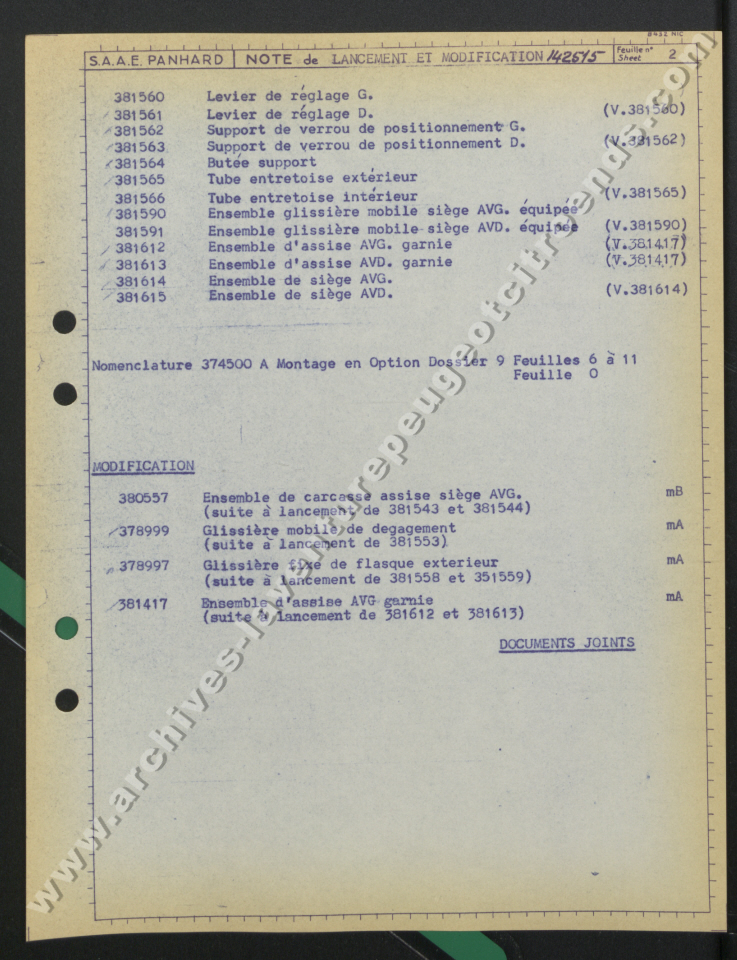 8432 NIC
S.A.A.E. PANHARD NOTE de LANCEMENT ET MODIFICATION 142515 Feuille n° Sheet 2
381560 Levier de réglage G.
381561 Levier de réglage D. (V.381560)
381562 Support de verrou de positionnement G.
381563 Support de verrou de positionnement D. (V.381562)
381564 Butée support
381565 Tube entretoise extérieur
381566 Tube entretoise intérieur (V.381565)
381590 Ensemble glissière mobile siège AVG. équipée
381591 Ensemble glissière mobile siège AVD. équipée (V.381590)
381612 Ensemble d'assise AVG. garnie (V.381417)
381613 Ensemble d'assise AVD. garnie (V.381417)
381614 Ensemble de siège AVG.
381615 Ensemble de siège AVD. (V.381614)
Nomenclature 374500 A Montage en Option Dossier 9 Feuilles 6 à 11
Feuille O
MODIFICATION
380557 Ensemble de carcasse assise siège AVG. mB
(suite à lancement de 381543 et 381544)
378999 Glissière mobile de degagement mA
(suite à lancement de 381553)
378997 Glissière fixe de flasque exterieur mA
(suite à lancement de 381558 et 351559)
381417 Ensemble d'assise AVG garnie mA
(suite à lancement de 381612 et 381613)
DOCUMENTS JOINTS
www.archives-laventurepeugeotcitroends.com